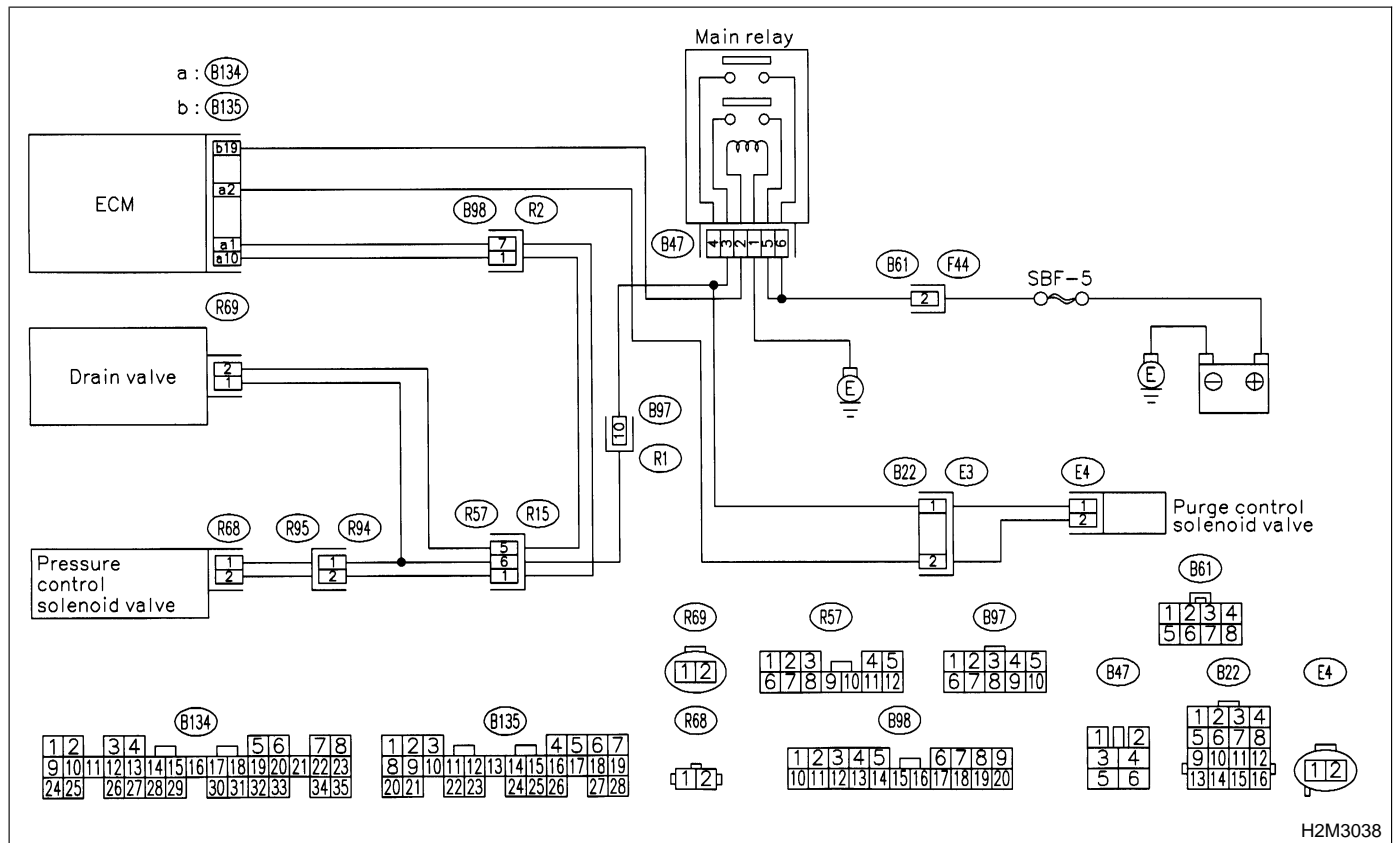 Main relay
a : B134
b : B135
b19
ECM
a2
B98 R2
a1 7
a10 1
B47
4 3 2 1 5 6
B61 F44
2
SBF-5
E
E
⊖ ⊕
R69
Drain valve
2
1
B97
10
R1
B22 E3 E4
1 1
2
2
Purge control
solenoid valve
R57 R15
5
6
1
R68 R95 R94
1 1
2 2
Pressure
control
solenoid valve
B61
1 2 3 4
5 6 7 8
R69
1 2
R57
1 2 3 4 5
6 7 8 9 10 11 12
B97
1 2 3 4 5
6 7 8 9 10
B47
1 2
3 4
5 6
B22
1 2 3 4
5 6 7 8
9 10 11 12
13 14 15 16
E4
1 2
B134
1 2 3 4 5 6 7 8
9 10 11 12 13 14 15 16 17 18 19 20 21 22 23
24 25 26 27 28 29 30 31 32 33 34 35
B135
1 2 3 4 5 6 7
8 9 10 11 12 13 14 15 16 17 18 19
20 21 22 23 24 25 26 27 28
R68
1 2
B98
1 2 3 4 5 6 7 8 9
10 11 12 13 14 15 16 17 18 19 20
H2M3038